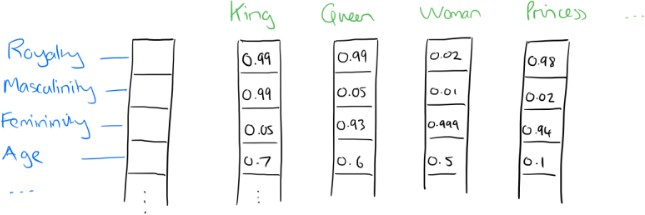 King Queen Woman Princess ...
Royalty 0.99 0.99 0.02 0.98
Masculinity 0.99 0.05 0.01 0.02
Femininity 0.05 0.93 0.999 0.94
Age 0.7 0.6 0.5 0.1
...